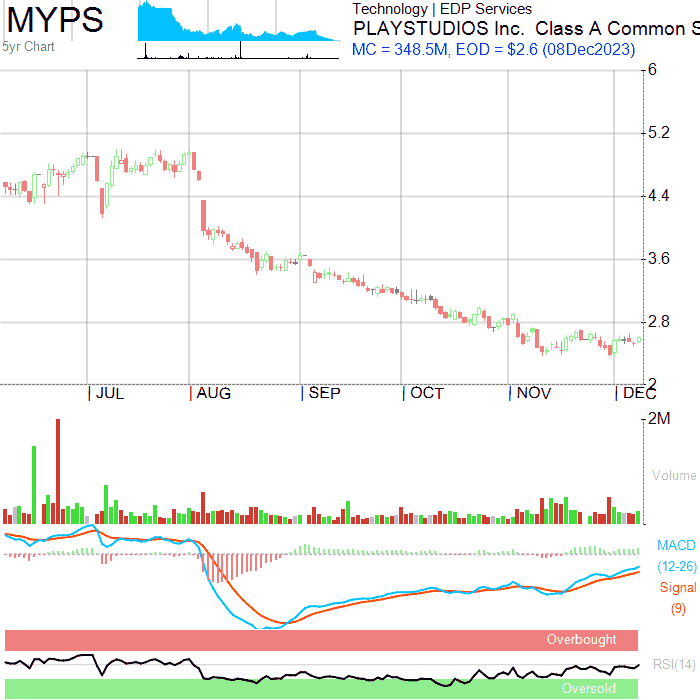 MYPS
5yr Chart
Technology | EDP Services
PLAYSTUDIOS Inc. Class A Common S
MC = 348.5M, EOD = $2.6 (08Dec2023)
6
5.2
4.4
3.6
2.8
2
JUL AUG SEP OCT NOV DEC
2M
Volume
MACD
(12-26)
Signal
(9)
Overbought
RSI(14)
Oversold